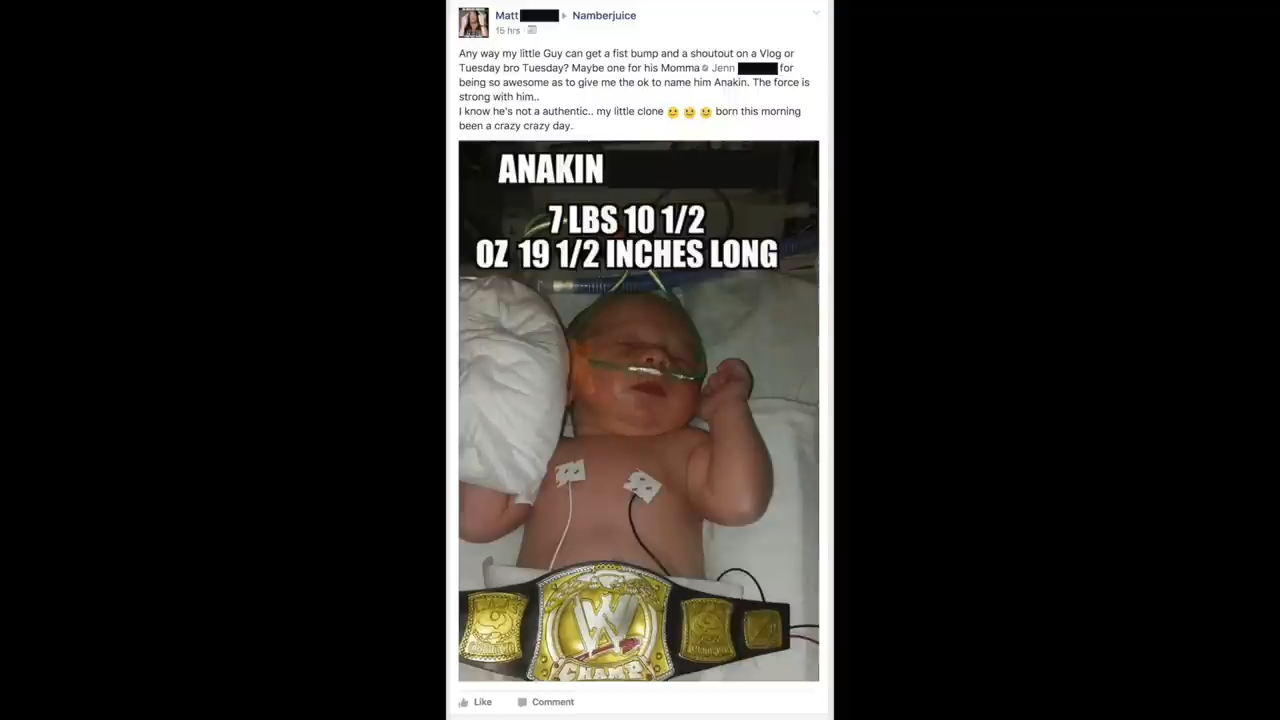 Matt Namberjuice
15 hrs
Any way my little Guy can get a fist bump and a shoutout on a Vlog or
Tuesday bro Tuesday? Maybe one for his Momma Jenn for
being so awesome as to give me the ok to name him Anakin. The force is
strong with him..
I know he's not a authentic.. my little clone born this morning
been a crazy crazy day.
ANAKIN
7 LBS 10 1/2
OZ 19 1/2 INCHES LONG
W
CHAMP
Like Comment